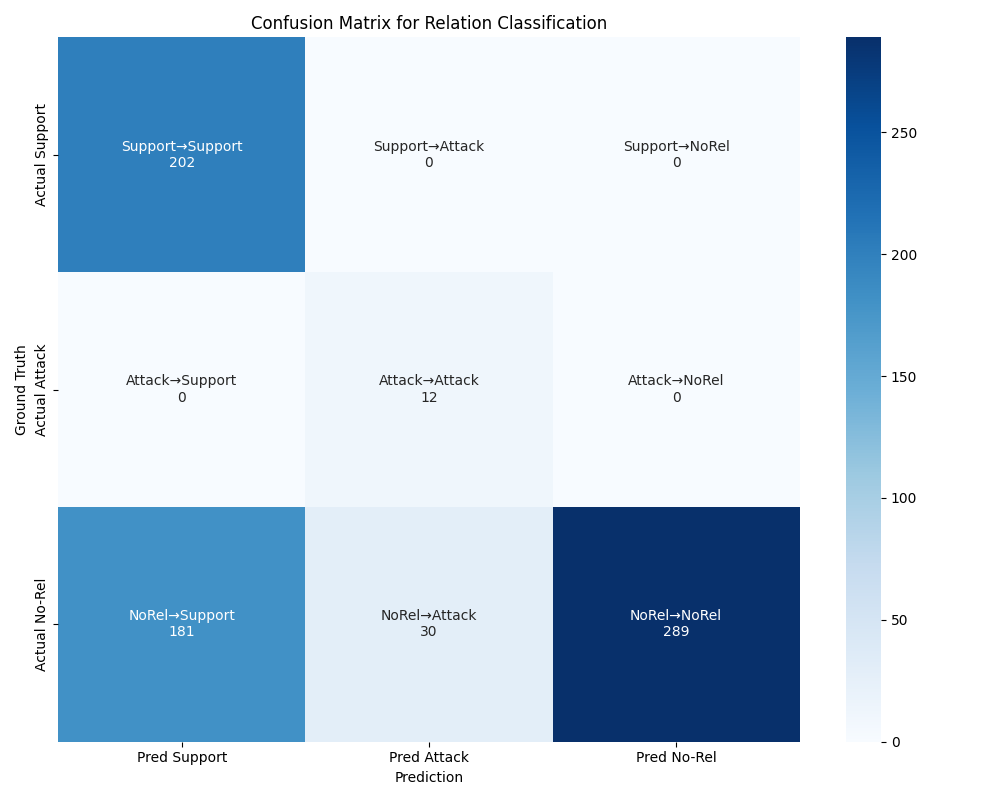 Confusion Matrix for Relation Classification
Ground Truth
Actual Support
Support→Support
202
Support→Attack
0
Support→NoRel
0
Actual Attack
Attack→Support
0
Attack→Attack
12
Attack→NoRel
0
Actual No-Rel
NoRel→Support
181
NoRel→Attack
30
NoRel→NoRel
289
Pred Support
Pred Attack
Pred No-Rel
Prediction
250
200
150
100
50
0